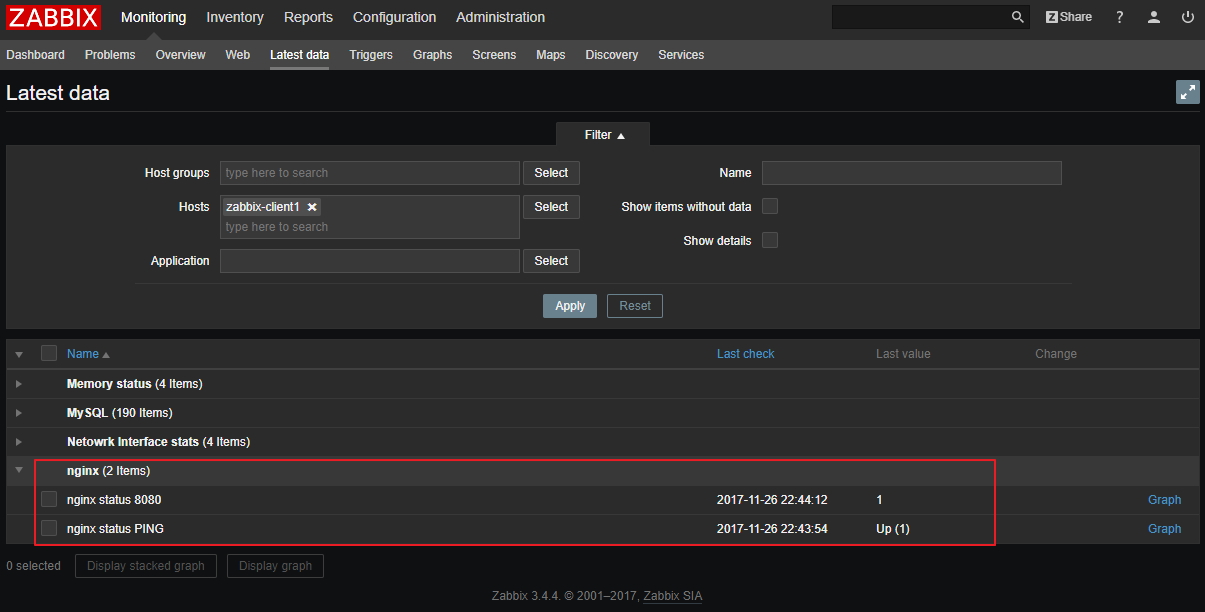 ZABBIX Monitoring Inventory Reports Configuration Administration Z Share ?
Dashboard Problems Overview Web Latest data Triggers Graphs Screens Maps Discovery Services
Latest data
Filter ▲
Host groups type here to search Select Name
Hosts zabbix-client1 ✖ Select Show items without data
type here to search
Show details
Application Select
Apply Reset
Name ▲ Last check Last value Change
Memory status (4 Items)
MySQL (190 Items)
Netowrk Interface stats (4 Items)
nginx (2 Items)
nginx status 8080 2017-11-26 22:44:12 1 Graph
nginx status PING 2017-11-26 22:43:54 Up (1) Graph
0 selected Display stacked graph Display graph
Zabbix 3.4.4. © 2001–2017, Zabbix SIA